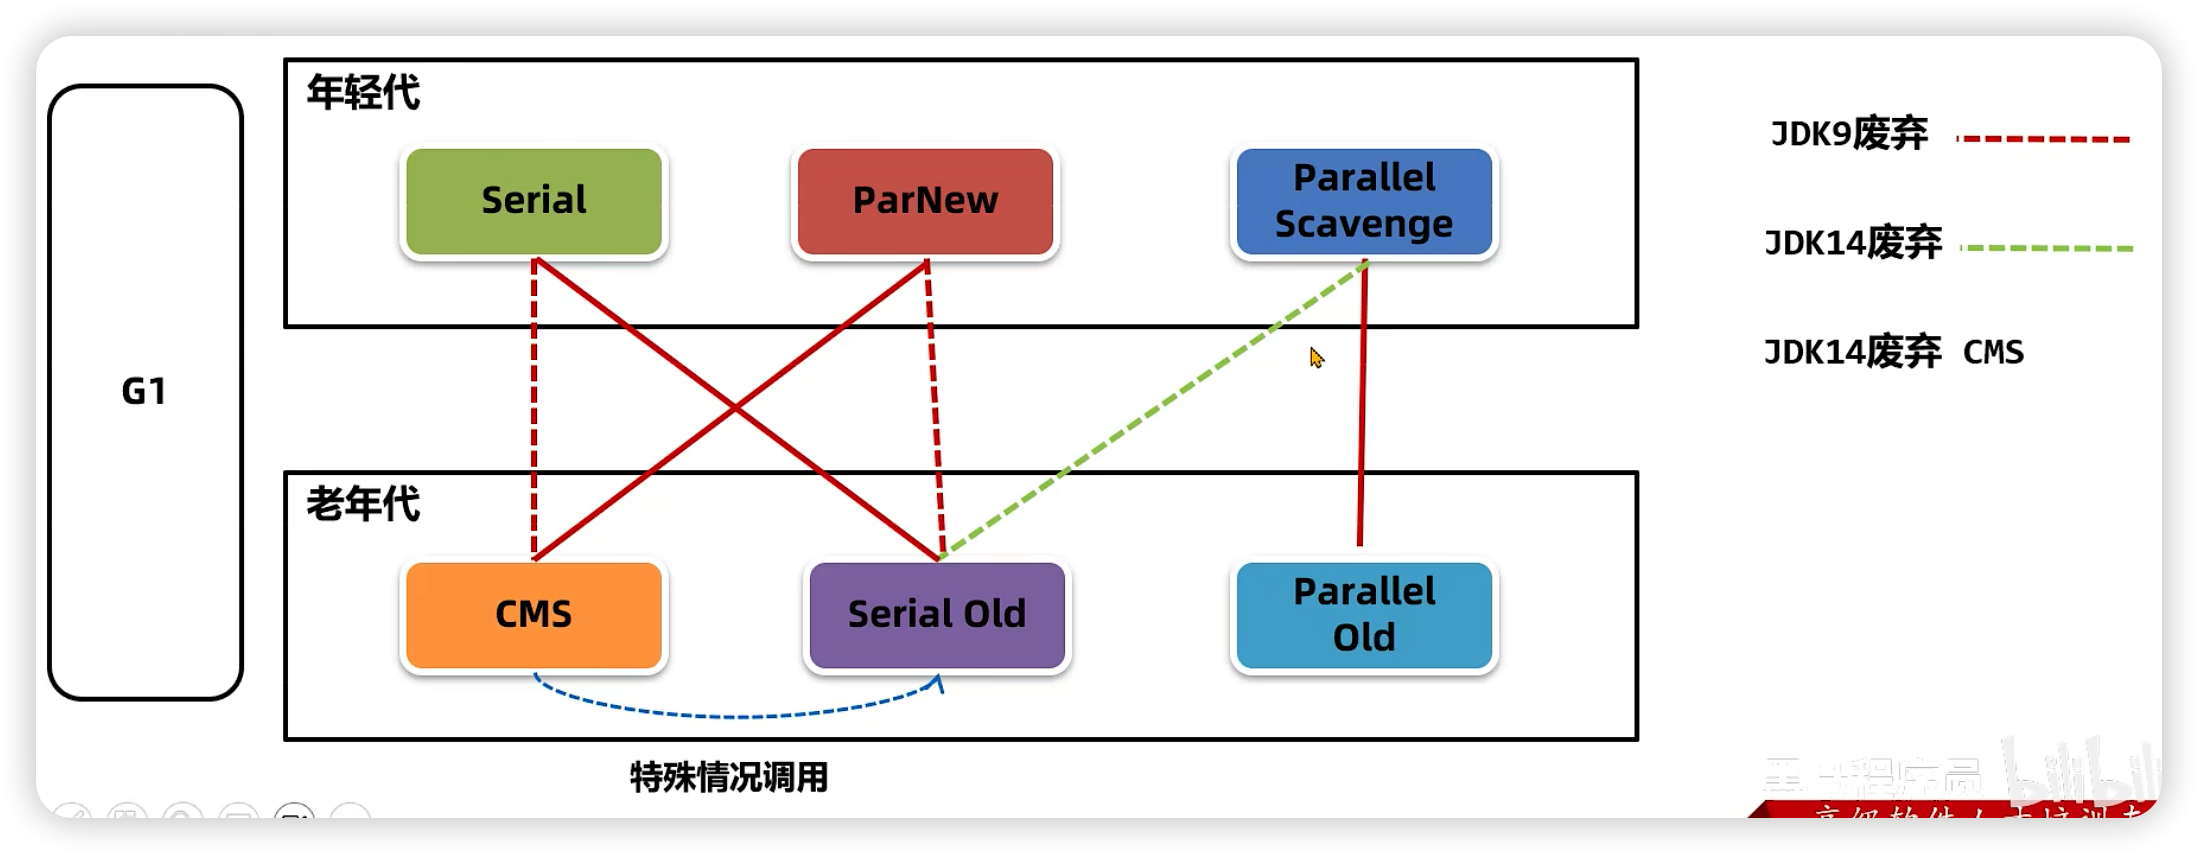 年轻代
Serial
ParNew
Parallel
Scavenge
G1
老年代
CMS
Serial Old
Parallel
Old
特殊情况调用
JDK9废弃
JDK14废弃
JDK14废弃 CMS
程序员
bilibili